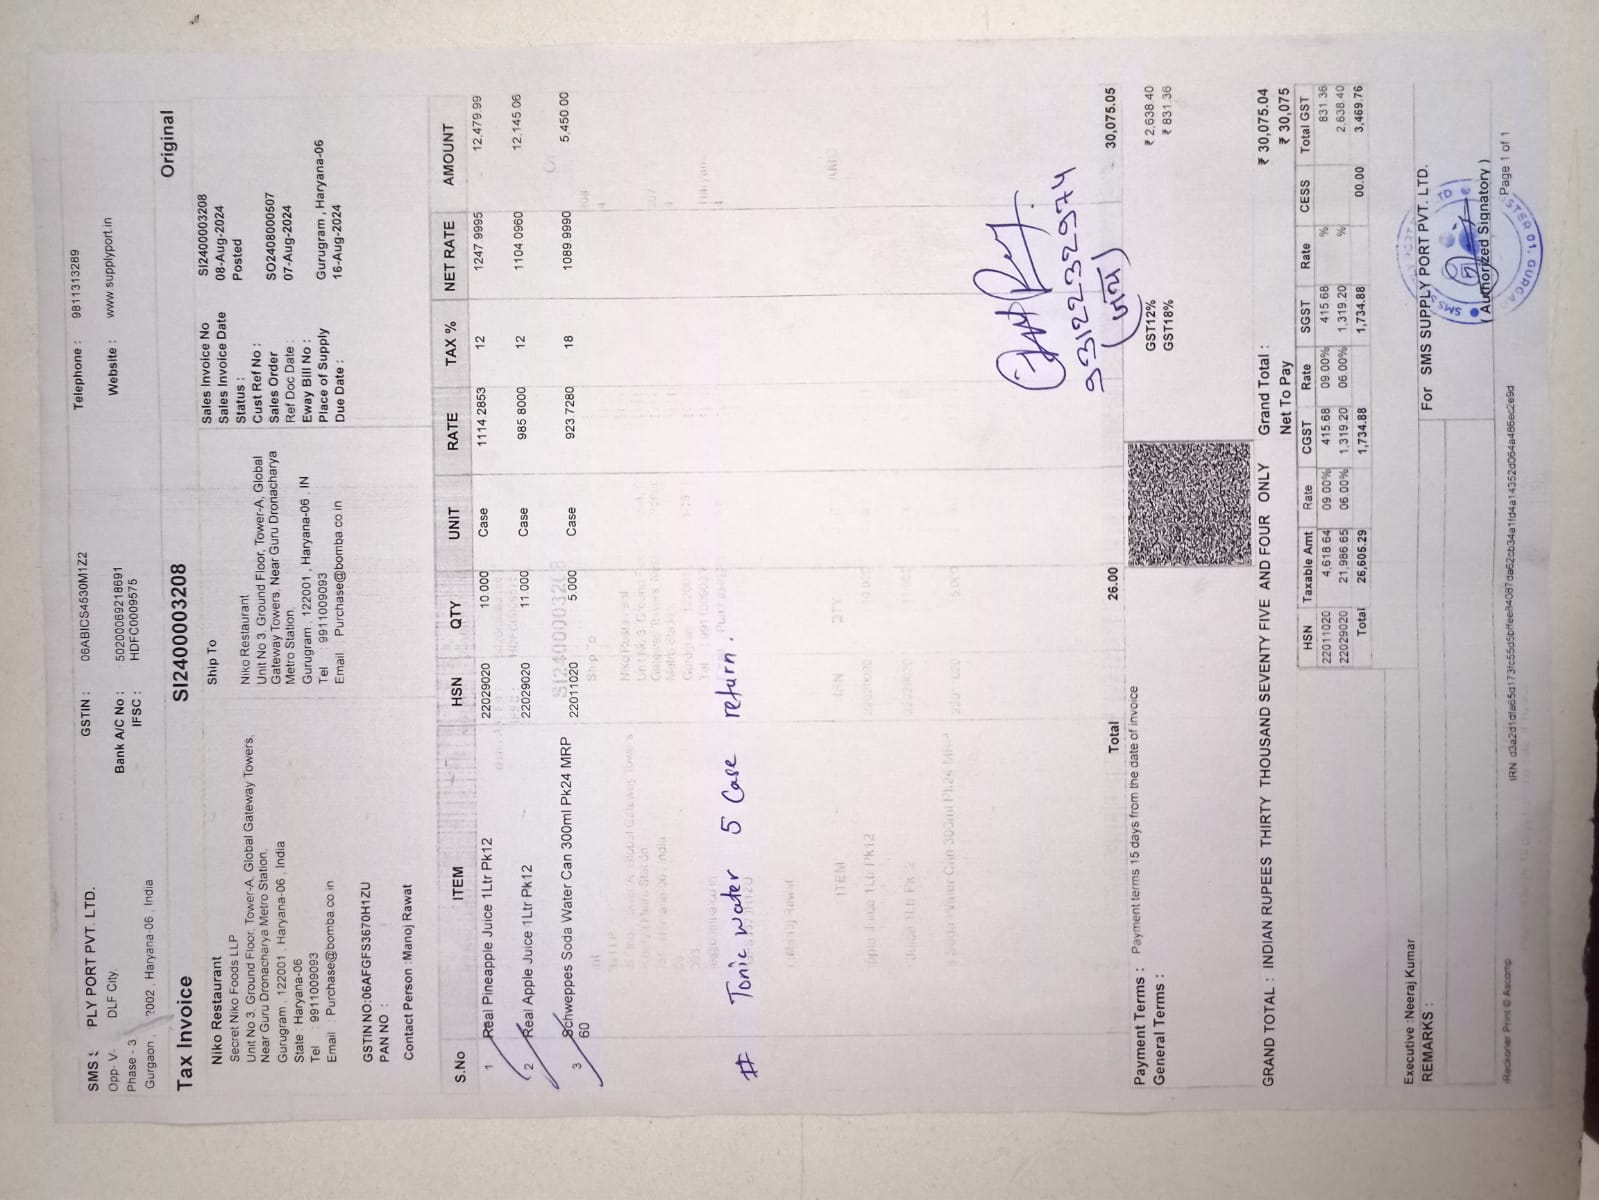 SMS S PLY PORT PVT. LTD. GSTIN : 06ABICS4530M1Z2 Telephone : 9811313289
Opp- V- DLF City,
Phase - 3 Bank A/C No : 50200069218691 Website : www.supplyport.in
Gurgaon , 2002 , Haryana-06 , India IFSC : HDFC0009575
Tax Invoice SI2400003208 Original
Niko Restaurant
Secret Niko Foods LLP
Unit No 3, Ground Floor, Tower-A, Global Gateway Towers,
Near Guru Dronacharya Metro Station,
Gurugram , 122001 , Haryana-06 , India
State : Haryana-06
Tel : 9911009093
Email : Purchase@bomba.co.in
GSTIN NO:06AFGFS3670H1ZU
PAN NO :
Contact Person :Manoj Rawat
Ship To
Niko Restaurant
Unit No 3, Ground Floor, Tower-A, Global
Gateway Towers, Near Guru Dronacharya
Metro Station,
Gurugram , 122001 , Haryana-06 , IN
Tel : 9911009093
Email Purchase@bomba.co.in
Sales Invoice No SI2400003208
Sales Invoice Date 08-Aug-2024
Status : Posted
Cust Ref No :
Sales Order SO2408000507
Ref Doc Date : 07-Aug-2024
Eway Bill No :
Place of Supply Gurugram , Haryana-06
Due Date : 16-Aug-2024
S.No ITEM HSN QTY UNIT RATE TAX % NET RATE AMOUNT
1 Real Pineapple Juice 1Ltr Pk12 22029020 10.000 Case 1114.2853 12 1247.9995 12,479.99
2 Real Apple Juice 1Ltr Pk12 22029020 11.000 Case 985.8000 12 1104.0960 12,145.06
3 Schweppes Soda Water Can 300ml Pk24 MRP 22011020 5.000 Case 923.7280 18 1089.9990 5,450.00
60
# Tonic water 5 Case return.
9312232974
Total 26.00 30,075.05
Payment Terms : Payment terms 15 days from the date of invoice
General Terms :
GST12% ₹ 2,638.40
GST18% ₹ 831.36
GRAND TOTAL : INDIAN RUPEES THIRTY THOUSAND SEVENTY FIVE AND FOUR ONLY Grand Total : ₹ 30,075.04
Net To Pay ₹ 30,075
HSN Taxable Amt Rate CGST Rate SGST Rate CESS Total GST
22011020 4,618.64 09.00% 415.68 09.00% 415.68 % 831.36
22029020 21,986.65 06.00% 1,319.20 06.00% 1,319.20 % 2,638.40
Total 26,605.29 1,734.88 1,734.88 00.00 3,469.76
Executive :Neeraj Kumar
REMARKS :
For SMS SUPPLY PORT PVT. LTD.
( Authorized Signatory )
Reckoner Print © Ascomp
Page 1 of 1